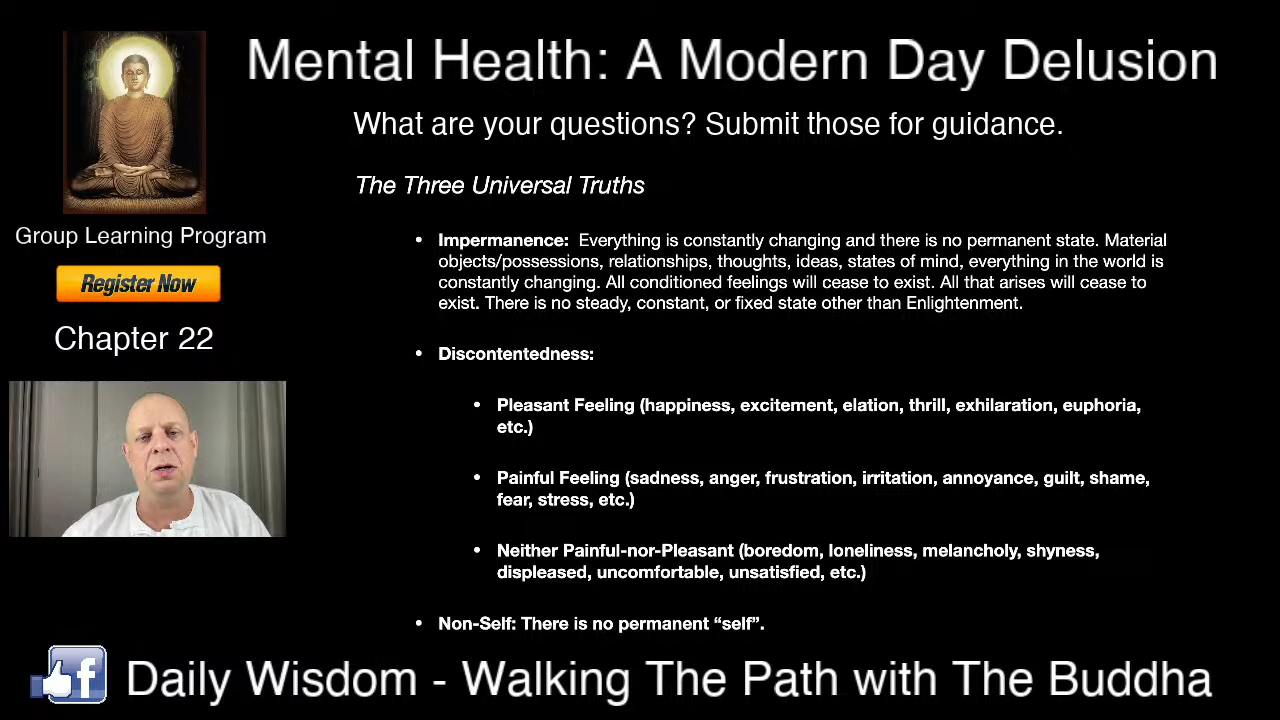 Mental Health: A Modern Day Delusion
What are your questions? Submit those for guidance.
The Three Universal Truths
Group Learning Program
Register Now
Chapter 22
• Impermanence: Everything is constantly changing and there is no permanent state. Material
objects/possessions, relationships, thoughts, ideas, states of mind, everything in the world is
constantly changing. All conditioned feelings will cease to exist. All that arises will cease to
exist. There is no steady, constant, or fixed state other than Enlightenment.
• Discontentedness:
• Pleasant Feeling (happiness, excitement, elation, thrill, exhilaration, euphoria,
etc.)
• Painful Feeling (sadness, anger, frustration, irritation, annoyance, guilt, shame,
fear, stress, etc.)
• Neither Painful-nor-Pleasant (boredom, loneliness, melancholy, shyness,
displeased, uncomfortable, unsatisfied, etc.)
• Non-Self: There is no permanent “self”.
f
Daily Wisdom - Walking The Path with The Buddha